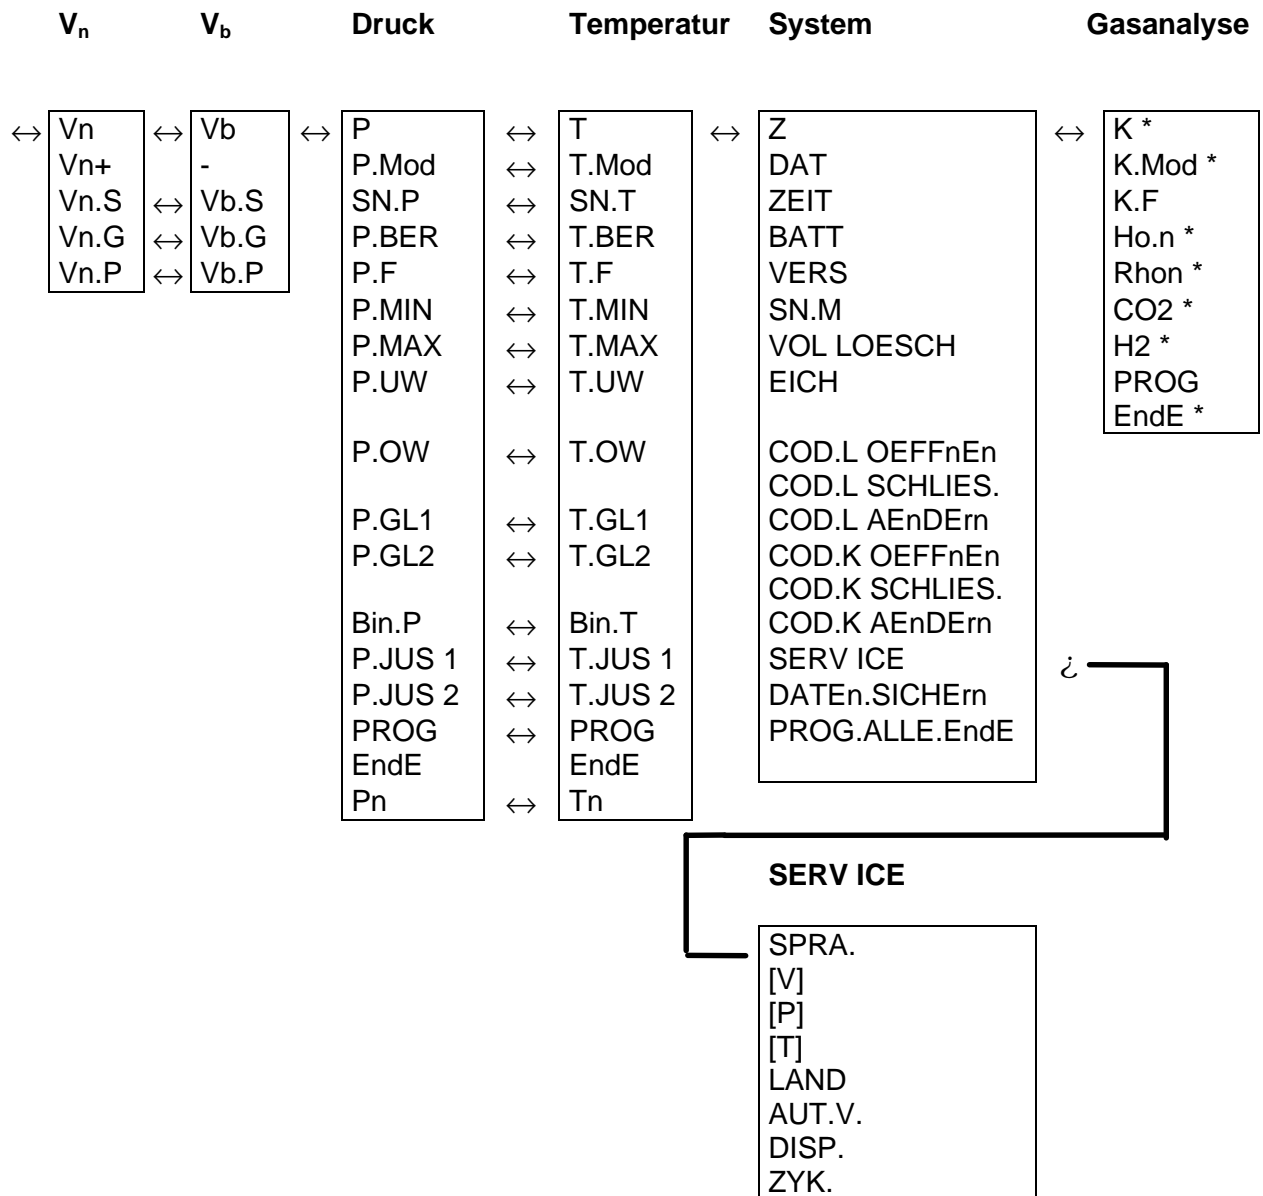 Vn Vb Druck Temperatur System Gasanalyse
↔ Vn ↔ Vb ↔ P ↔ T ↔ Z ↔ K *
Vn+ - P.Mod ↔ T.Mod DAT K.Mod *
Vn.S ↔ Vb.S SN.P ↔ SN.T ZEIT K.F
Vn.G ↔ Vb.G P.BER ↔ T.BER BATT Ho.n *
Vn.P ↔ Vb.P P.F ↔ T.F VERS Rhon *
P.MIN ↔ T.MIN SN.M CO2 *
P.MAX ↔ T.MAX VOL LOESCH H2 *
P.UW ↔ T.UW EICH PROG
EndE *
P.OW ↔ T.OW COD.L OEFFnEn
COD.L SCHLIES.
P.GL1 ↔ T.GL1 COD.L AEnDErn
P.GL2 ↔ T.GL2 COD.K OEFFnEn
COD.K SCHLIES.
Bin.P ↔ Bin.T COD.K AEnDErn
P.JUS 1 ↔ T.JUS 1 SERV ICE ¿
P.JUS 2 ↔ T.JUS 2 DATEn.SICHErn
PROG ↔ PROG PROG.ALLE.EndE
EndE EndE
Pn ↔ Tn
SERV ICE
SPRA.
[V]
[P]
[T]
LAND
AUT.V.
DISP.
ZYK.